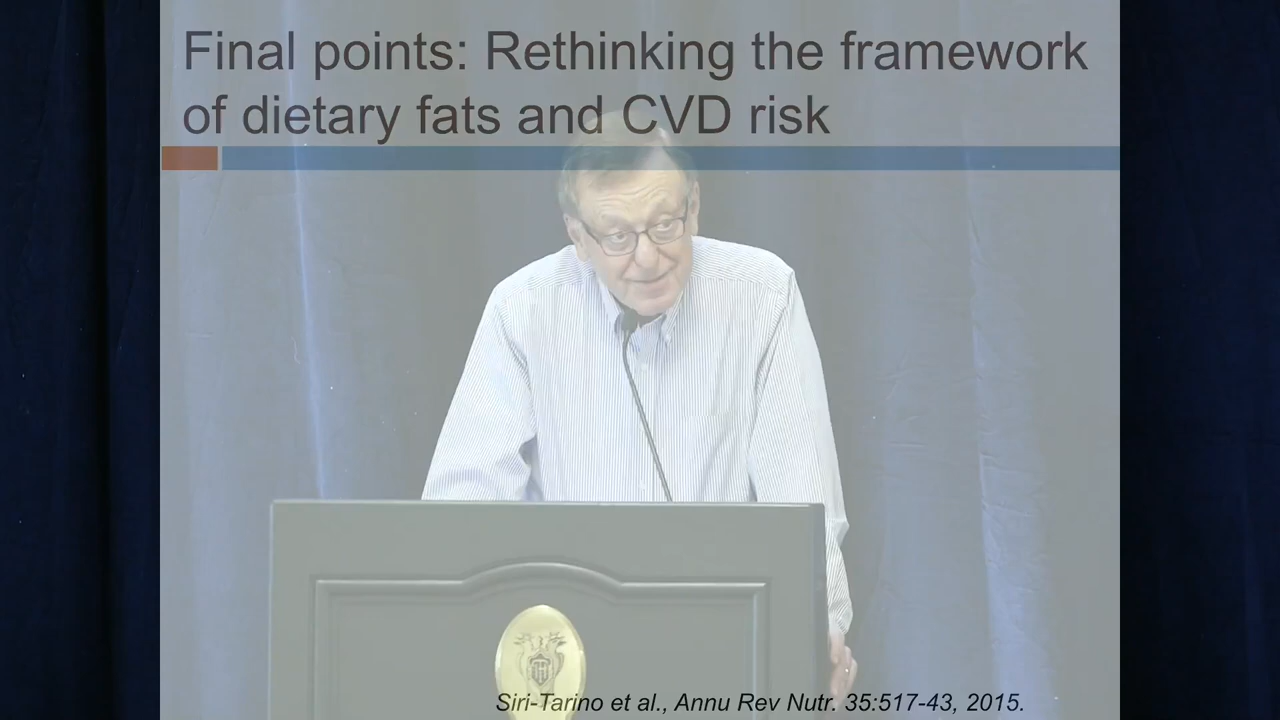 Final points: Rethinking the framework
of dietary fats and CVD risk
Siri-Tarino et al., Annu Rev Nutr. 35:517-43, 2015.